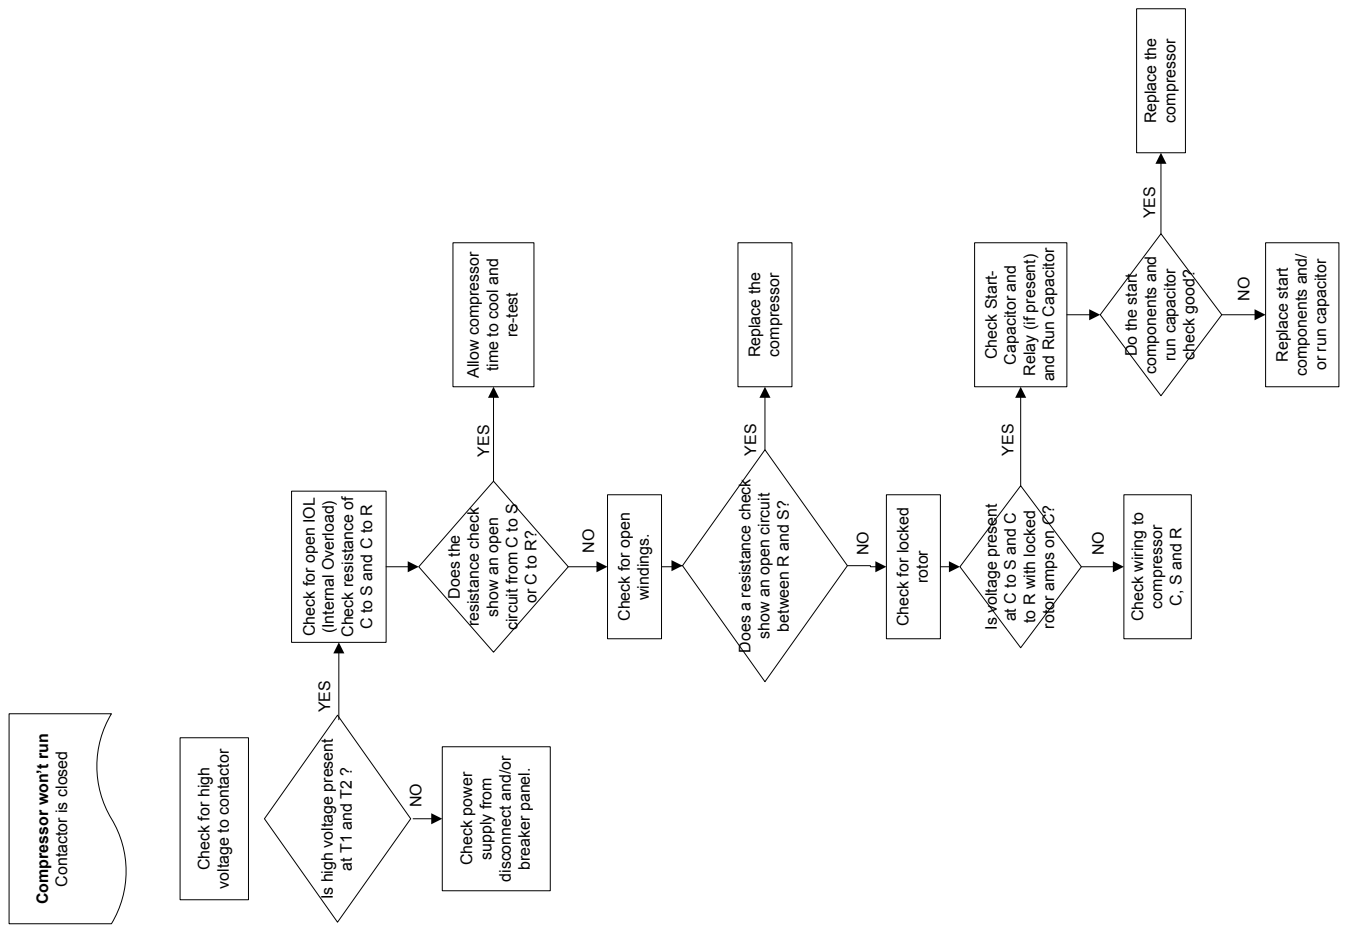 Compressor won't run
Contactor is closed
Check for high
voltage to contactor
Is high voltage present
at T1 and T2 ?
YES
NO
Check power
supply from
disconnect and/or
breaker panel.
Check for open IOL
(Internal Overload)
Check resistance of
C to S and C to R
Does the
resistance check
show an open
circuit from C to S
or C to R?
YES
Allow compressor
time to cool and
re-test
NO
Check for open
windings.
Does a resistance check
show an open circuit
between R and S?
YES
Replace the
compressor
NO
Check for locked
rotor
Is voltage present
at C to S and C
to R with locked
rotor amps on C?
YES
NO
Check wiring to
compressor
C, S and R
Check Start-
Capacitor and
Relay (if present)
and Run Capacitor
Do the start
components and
run capacitor
check good?
YES
Replace the
compressor
NO
Replace start
components and/
or run capacitor